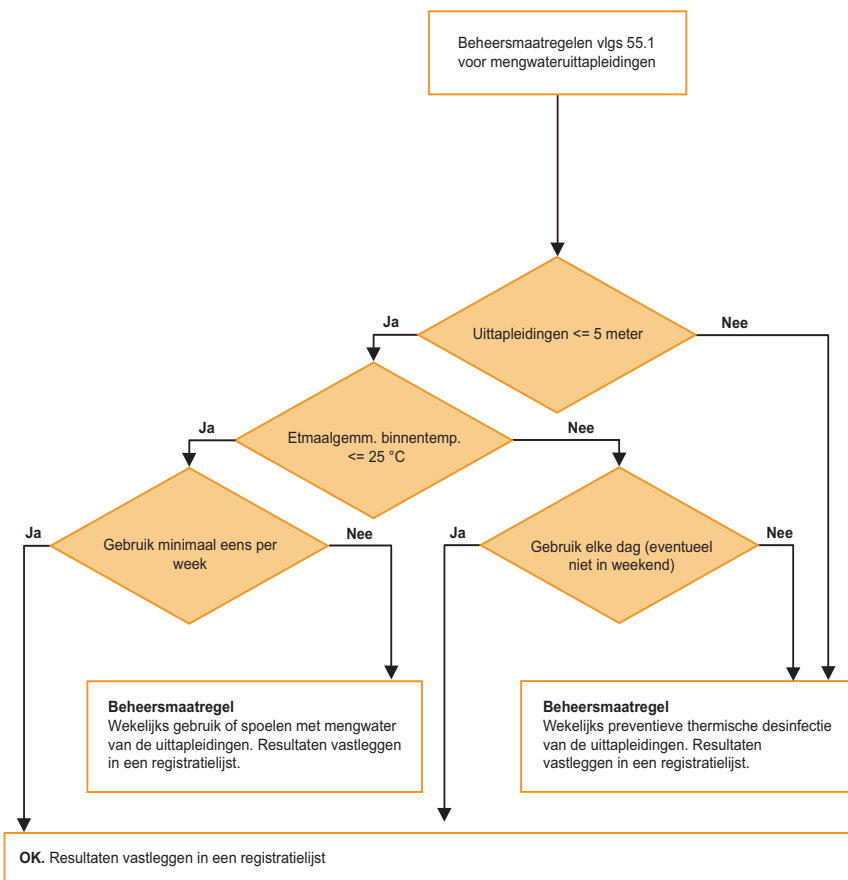 Beheersmaatregelen vlgs 55.1
voor mengwateruittapleidingen
Ja
Uittapleidingen <= 5 meter
Nee
Ja
Etmaalgemm. binnentemp.
<= 25 °C
Nee
Ja
Gebruik minimaal eens per
week
Nee
Ja
Gebruik elke dag (eventueel
niet in weekend)
Nee
Beheersmaatregel
Wekelijks gebruik of spoelen met mengwater
van de uittapleidingen. Resultaten vastleggen
in een registratielijst.
Beheersmaatregel
Wekelijks preventieve thermische desinfectie
van de uittapleidingen. Resultaten
vastleggen in een registratielijst.
OK. Resultaten vastleggen in een registratielijst